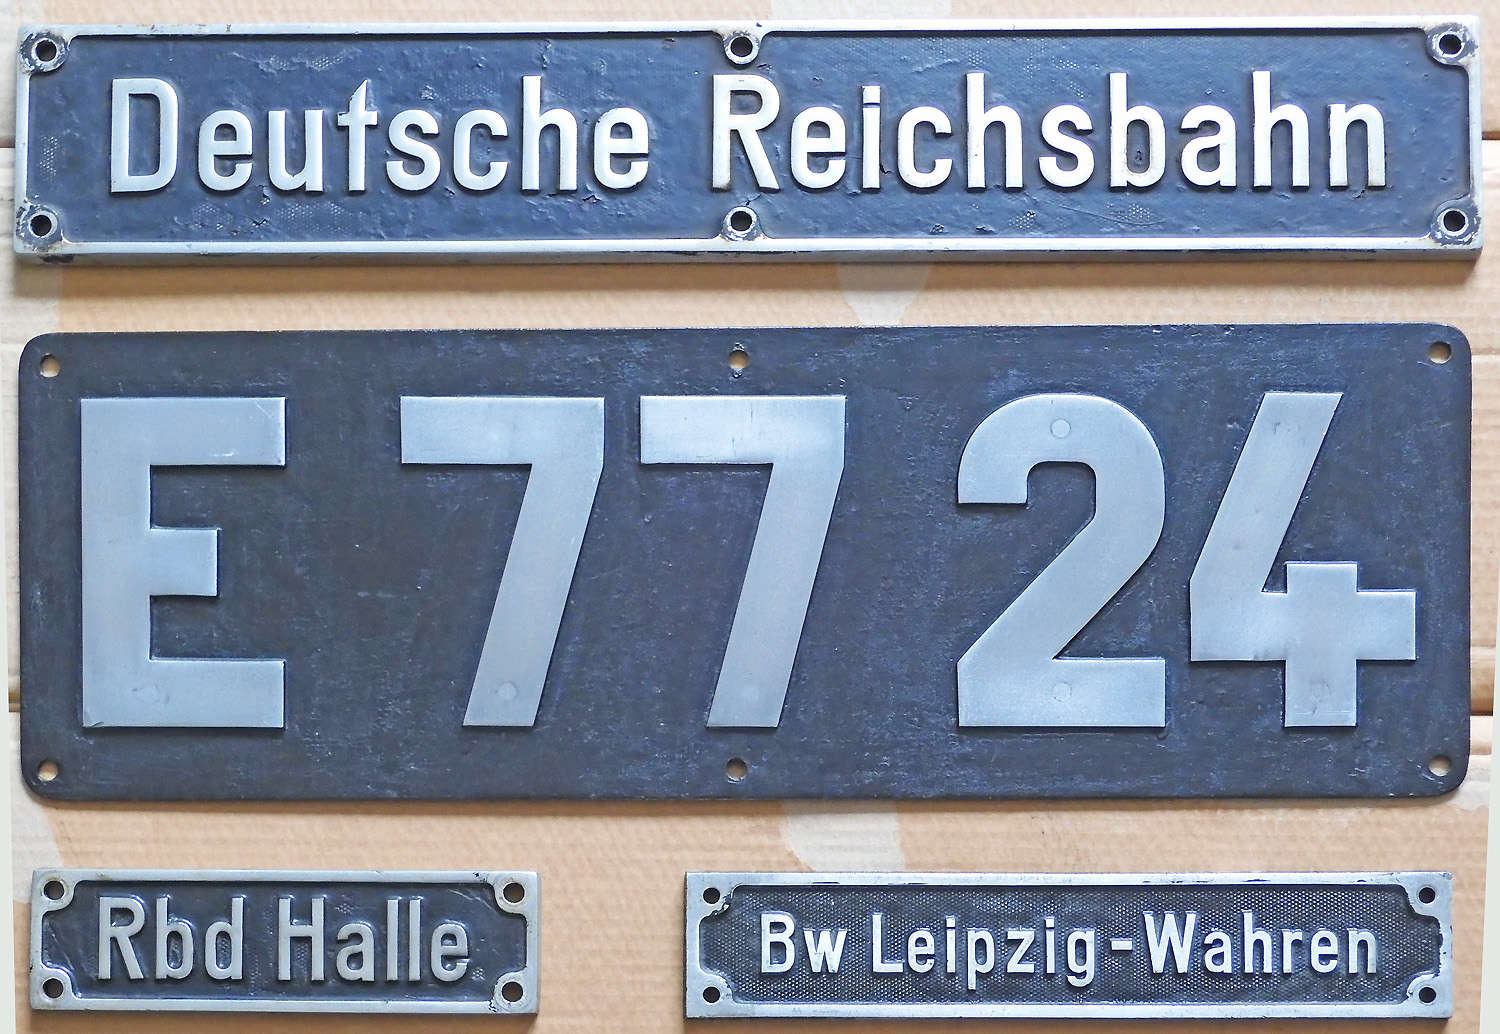 Deutsche Reichsbahn
E 77 24
Rbd Halle
Bw Leipzig-Wahren